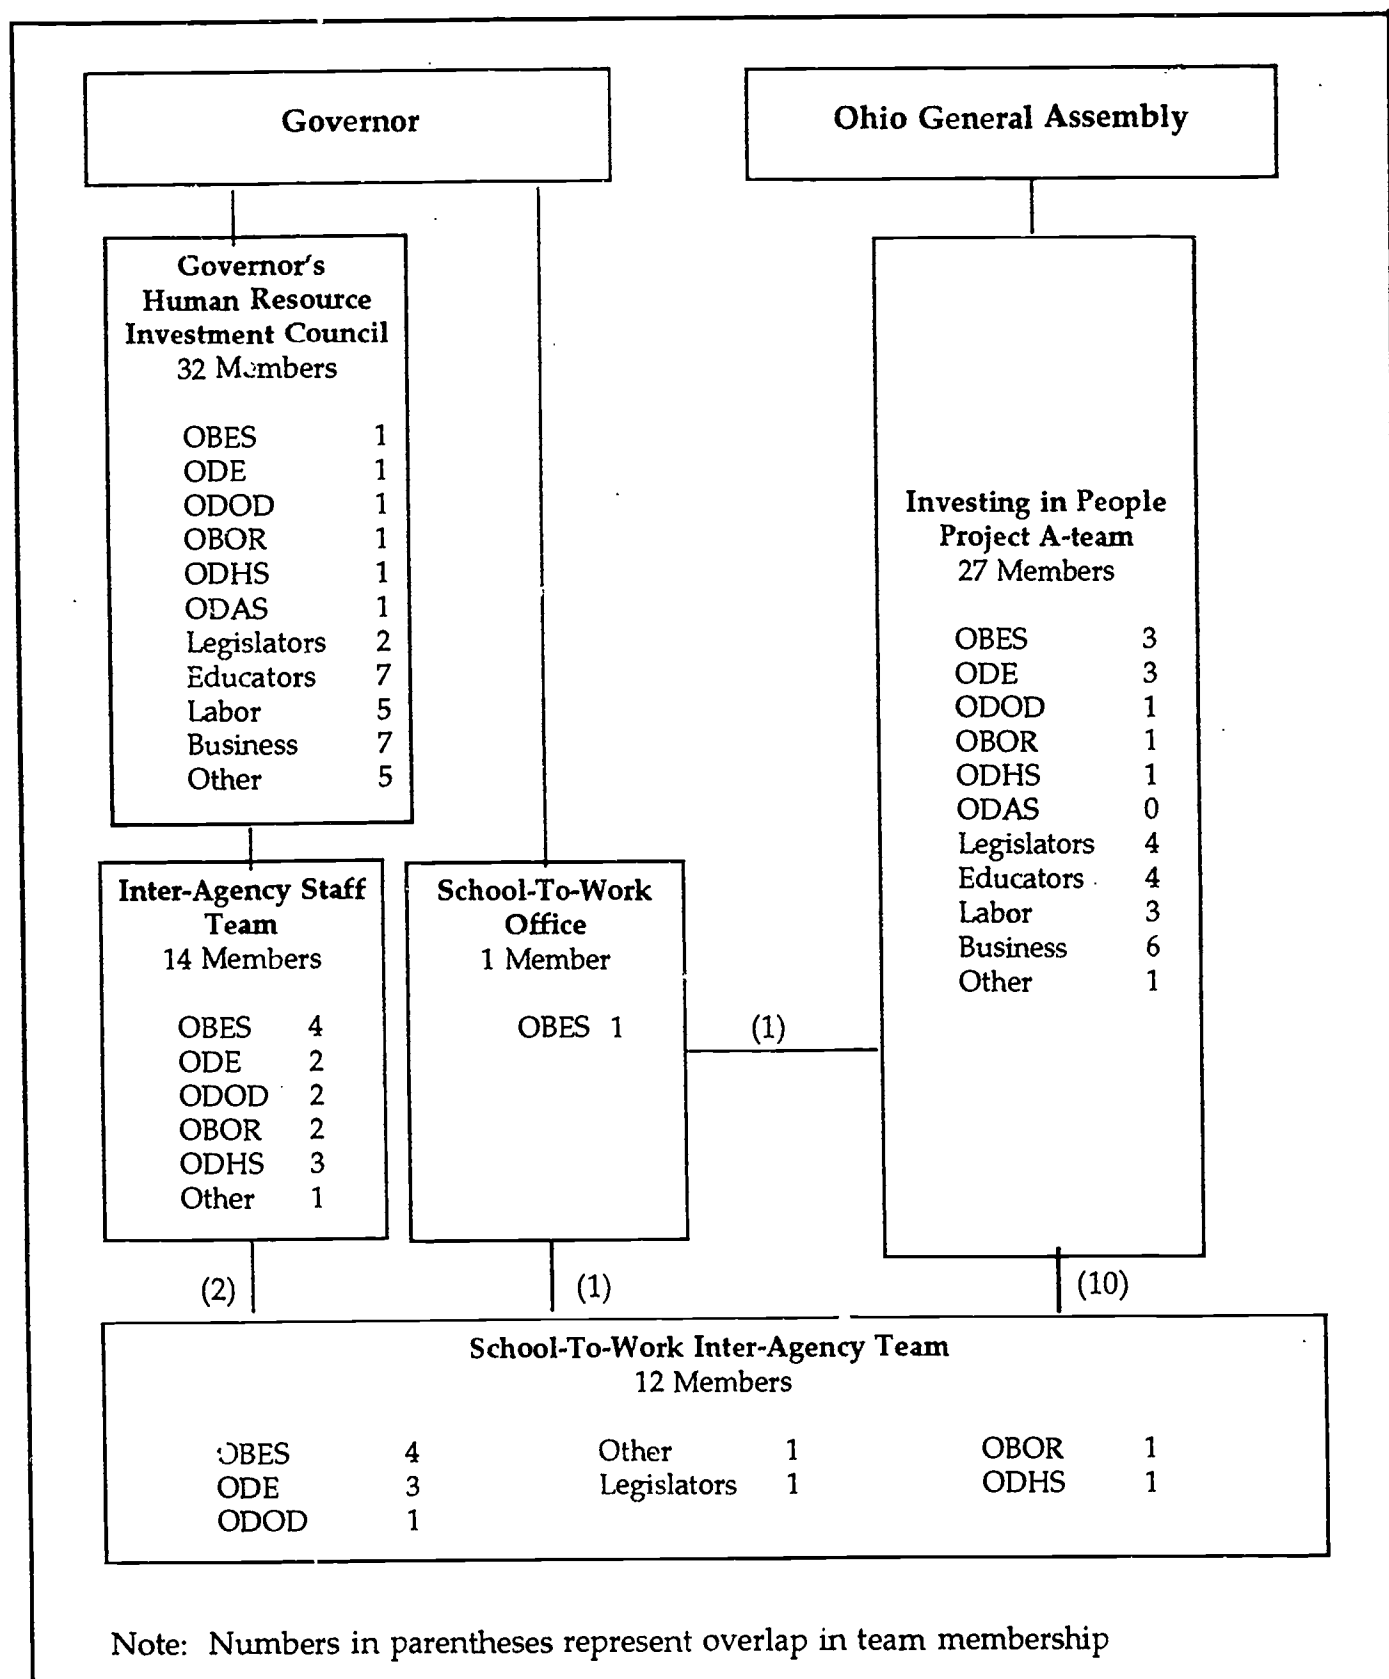 Governor
Ohio General Assembly
Governor's
Human Resource
Investment Council
32 Members
OBES 1
ODE 1
ODOD 1
OBOR 1
ODHS 1
ODAS 1
Legislators 2
Educators 7
Labor 5
Business 7
Other 5
Investing in People
Project A-team
27 Members
OBES 3
ODE 3
ODOD 1
OBOR 1
ODHS 1
ODAS 0
Legislators 4
Educators 4
Labor 3
Business 6
Other 1
Inter-Agency Staff
Team
14 Members
OBES 4
ODE 2
ODOD 2
OBOR 2
ODHS 3
Other 1
School-To-Work
Office
1 Member
OBES 1
(1)
(2)
(1)
(10)
School-To-Work Inter-Agency Team
12 Members
OBES 4
ODE 3
ODOD 1
Other 1
Legislators 1
OBOR 1
ODHS 1
Note: Numbers in parentheses represent overlap in team membership